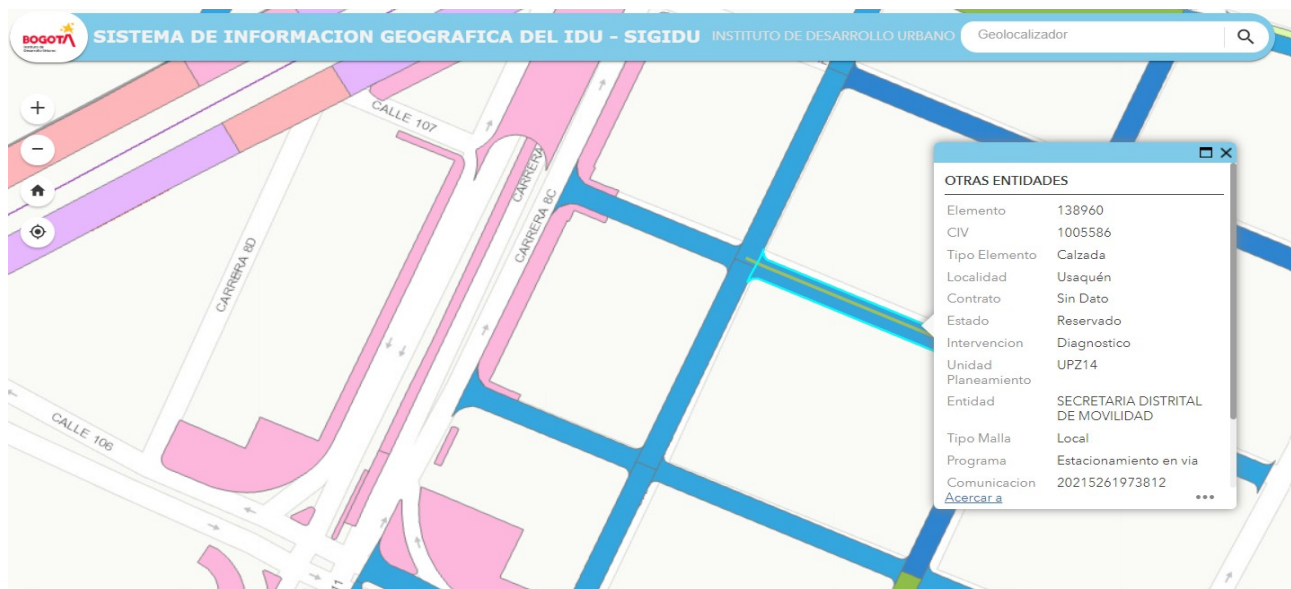 BOGOTÁ
SISTEMA DE INFORMACION GEOGRAFICA DEL IDU - SIGIDU INSTITUTO DE DESARROLLO URBANO
Geolocalizador
CALLE 107
CARRERA
CARRERA 8C
CARRERA 8D
CALLE 106
11
OTRAS ENTIDADES
Elemento 138960
CIV 1005586
Tipo Elemento Calzada
Localidad Usaquén
Contrato Sin Dato
Estado Reservado
Intervencion Diagnostico
Unidad Planeamiento UPZ14
Entidad SECRETARIA DISTRITAL
DE MOVILIDAD
Tipo Malla Local
Programa Estacionamiento en via
Comunicacion 20215261973812
Acercar a